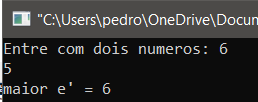 "C:\Users\pedro\OneDrive\Docum
Entre com dois numeros: 6
5
maior e' = 6